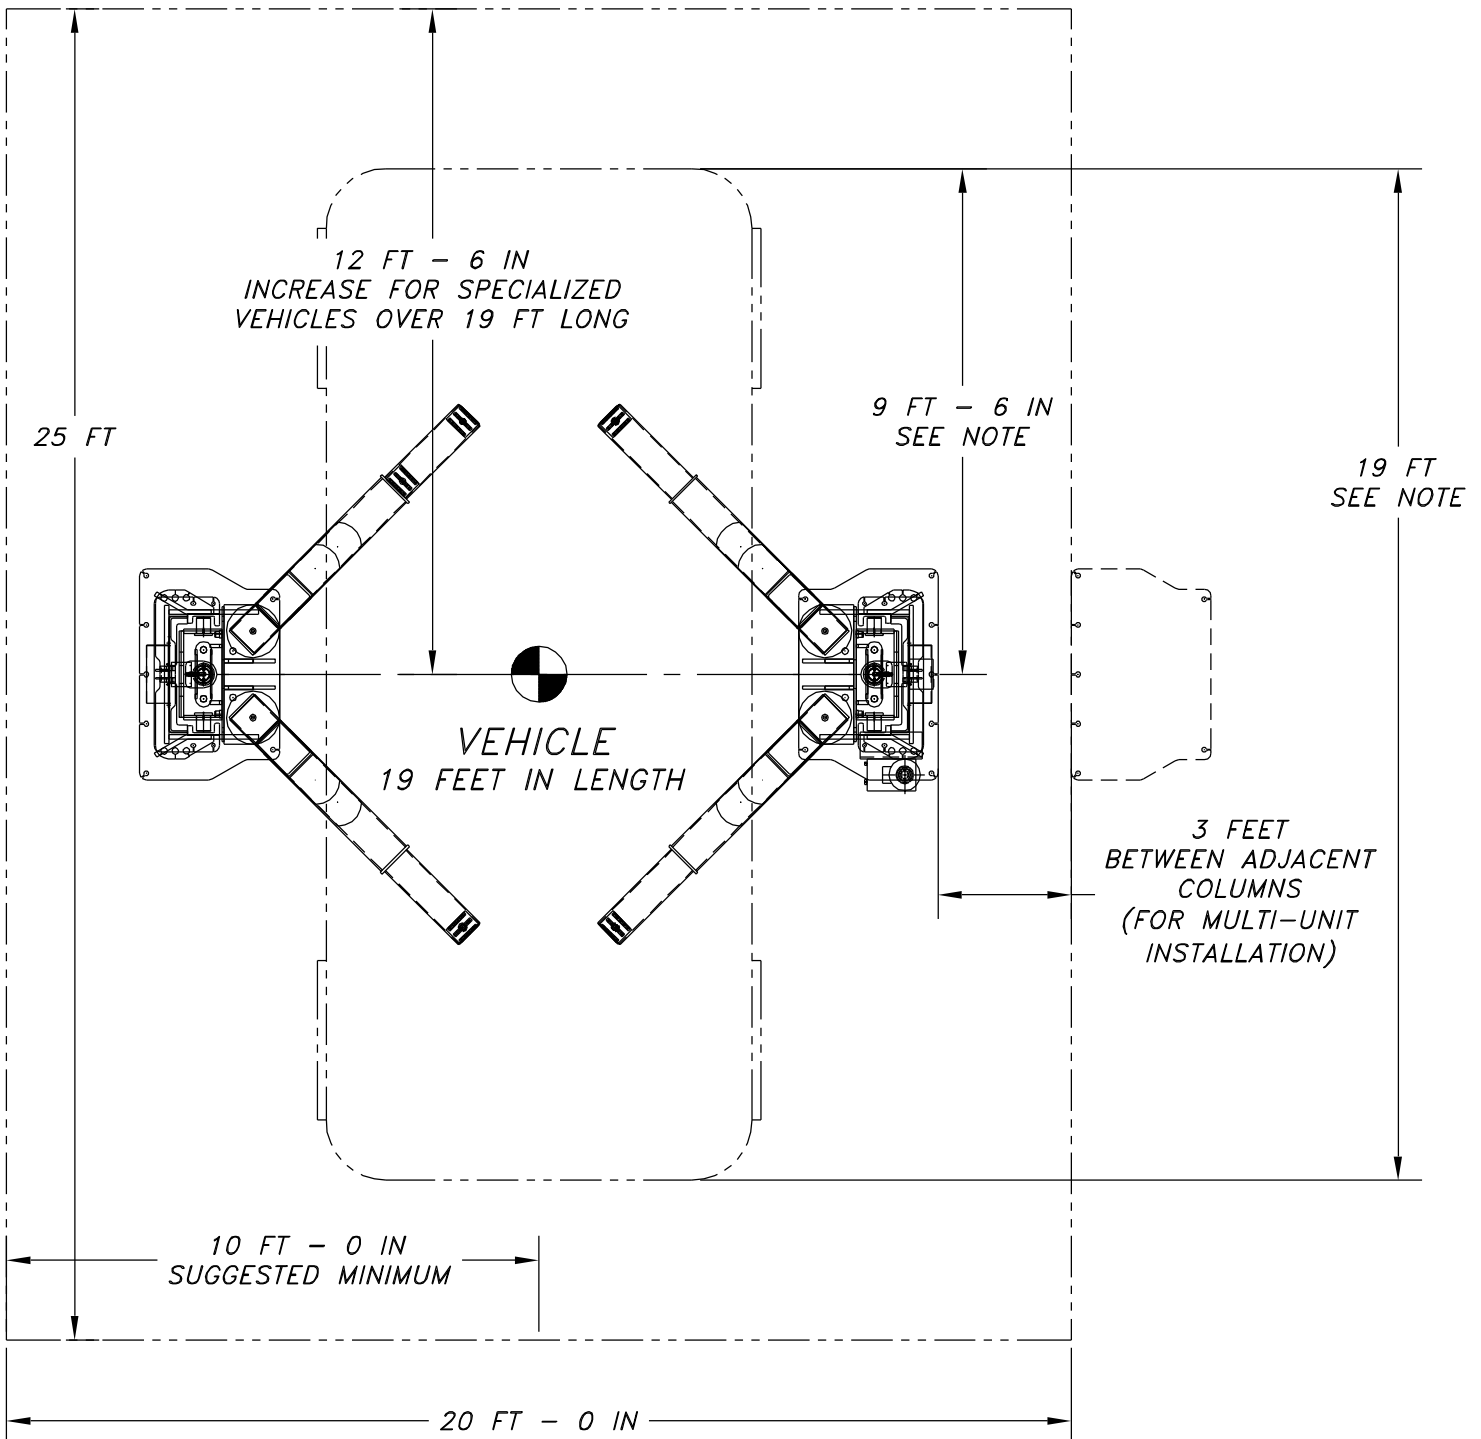 12 FT - 6 IN
INCREASE FOR SPECIALIZED
VEHICLES OVER 19 FT LONG
25 FT
9 FT - 6 IN
SEE NOTE
19 FT
SEE NOTE
VEHICLE
19 FEET IN LENGTH
3 FEET
BETWEEN ADJACENT
COLUMNS
(FOR MULTI-UNIT
INSTALLATION)
10 FT - 0 IN
SUGGESTED MINIMUM
20 FT - 0 IN